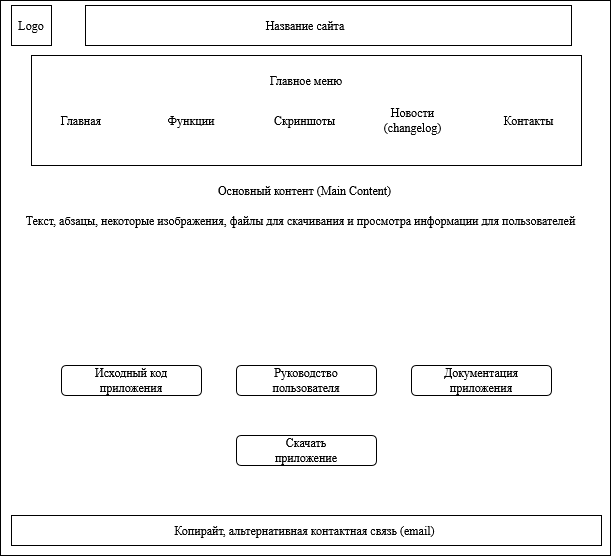 Logo
Название сайта
Главное меню
Главная
Функции
Скриншоты
Новости
(changelog)
Контакты
Основный контент (Main Content)
Текст, абзацы, некоторые изображения, файлы для скачивания и просмотра информации для пользователей
Исходный код
приложения
Руководство
пользователя
Документация
приложения
Скачать
приложение
Копирайт, альтернативная контактная связь (email)